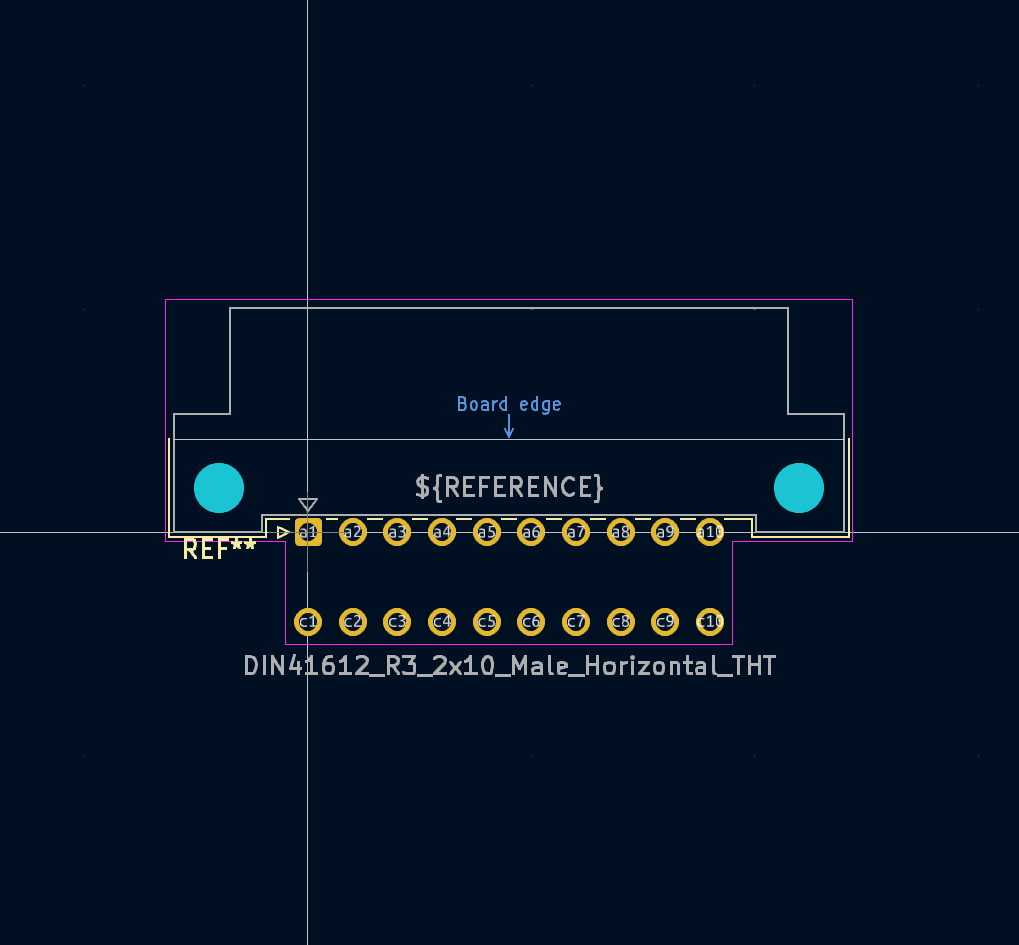 Board edge
${REFERENCE}
a1 a2 a3 a4 a5 a6 a7 a8 a9 a10
REF**
c1 c2 c3 c4 c5 c6 c7 c8 c9 c10
DIN41612_R3_2x10_Male_Horizontal_THT